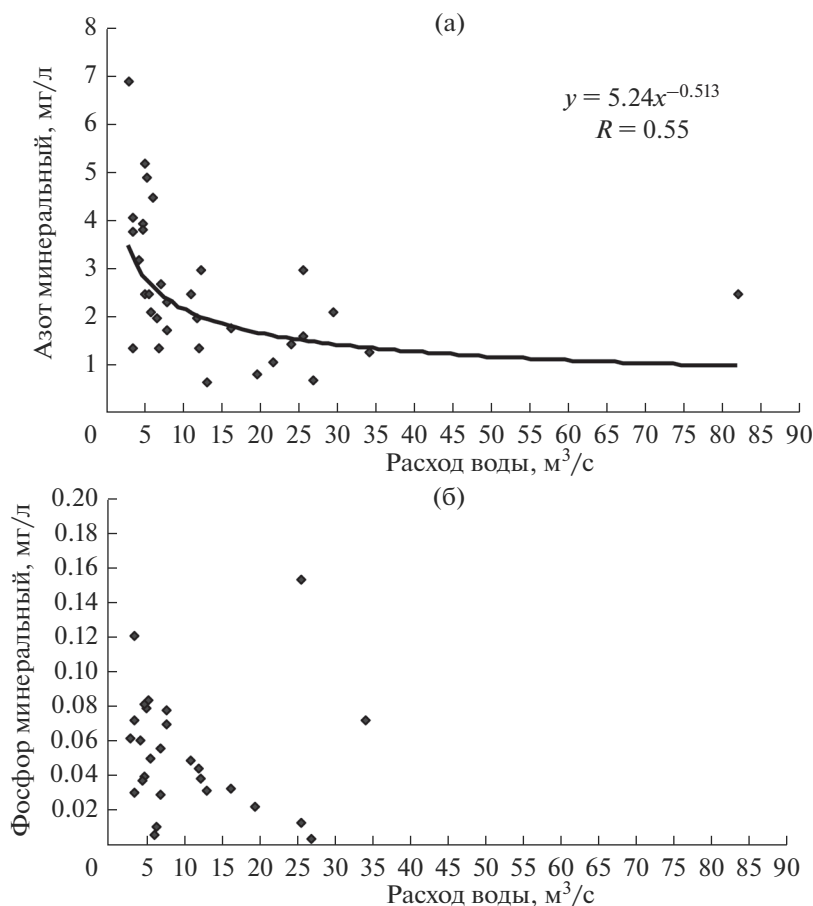 (а)
Азот минеральный, мг/л
8
7
6
5
4
3
2
1
y = 5.24x^{−0.513}
R = 0.55
0 5 10 15 20 25 30 35 40 45 50 55 60 65 70 75 80 85 90
Расход воды, м³/с
(б)
Фосфор минеральный, мг/л
0.20
0.18
0.16
0.14
0.12
0.10
0.08
0.06
0.04
0.02
0 5 10 15 20 25 30 35 40 45 50 55 60 65 70 75 80 85 90
Расход воды, м³/с